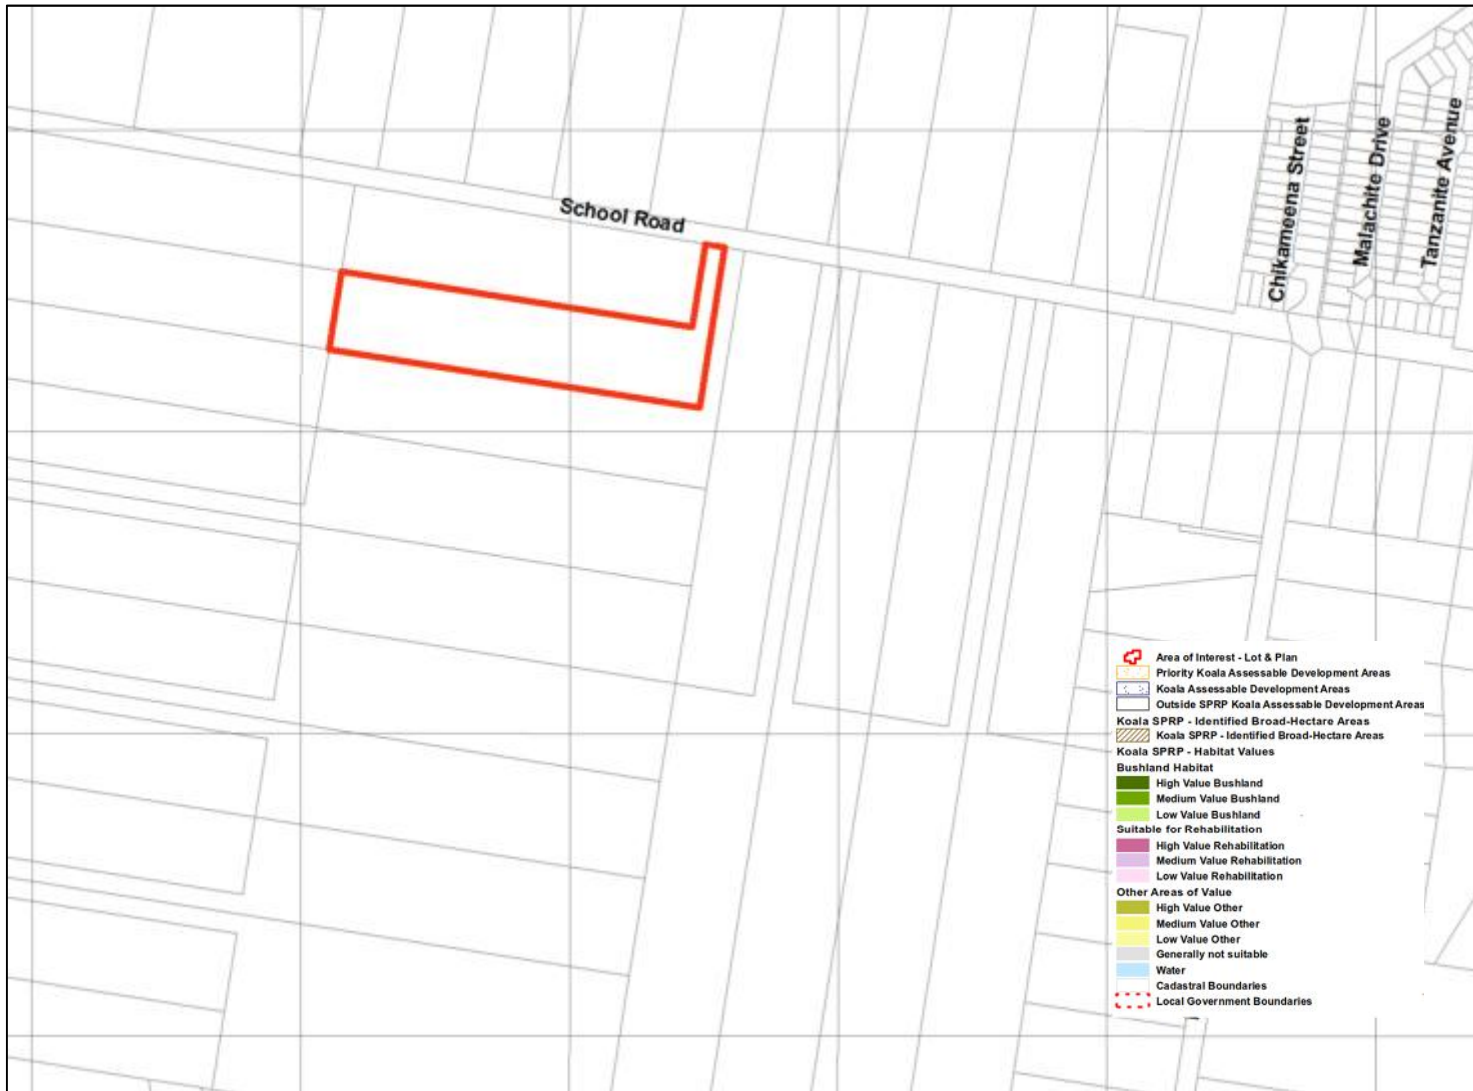 School Road
Chikameena Street
Malachite Drive
Tanzanite Avenue
Area of Interest - Lot & Plan
Priority Koala Assessable Development Areas
Koala Assessable Development Areas
Outside SPRP Koala Assessable Development Areas
Koala SPRP - Identified Broad-Hectare Areas
Koala SPRP - Identified Broad-Hectare Areas
Koala SPRP - Habitat Values
Bushland Habitat
High Value Bushland
Medium Value Bushland
Low Value Bushland
Suitable for Rehabilitation
High Value Rehabilitation
Medium Value Rehabilitation
Low Value Rehabilitation
Other Areas of Value
High Value Other
Medium Value Other
Low Value Other
Generally not suitable
Water
Cadastral Boundaries
Local Government Boundaries